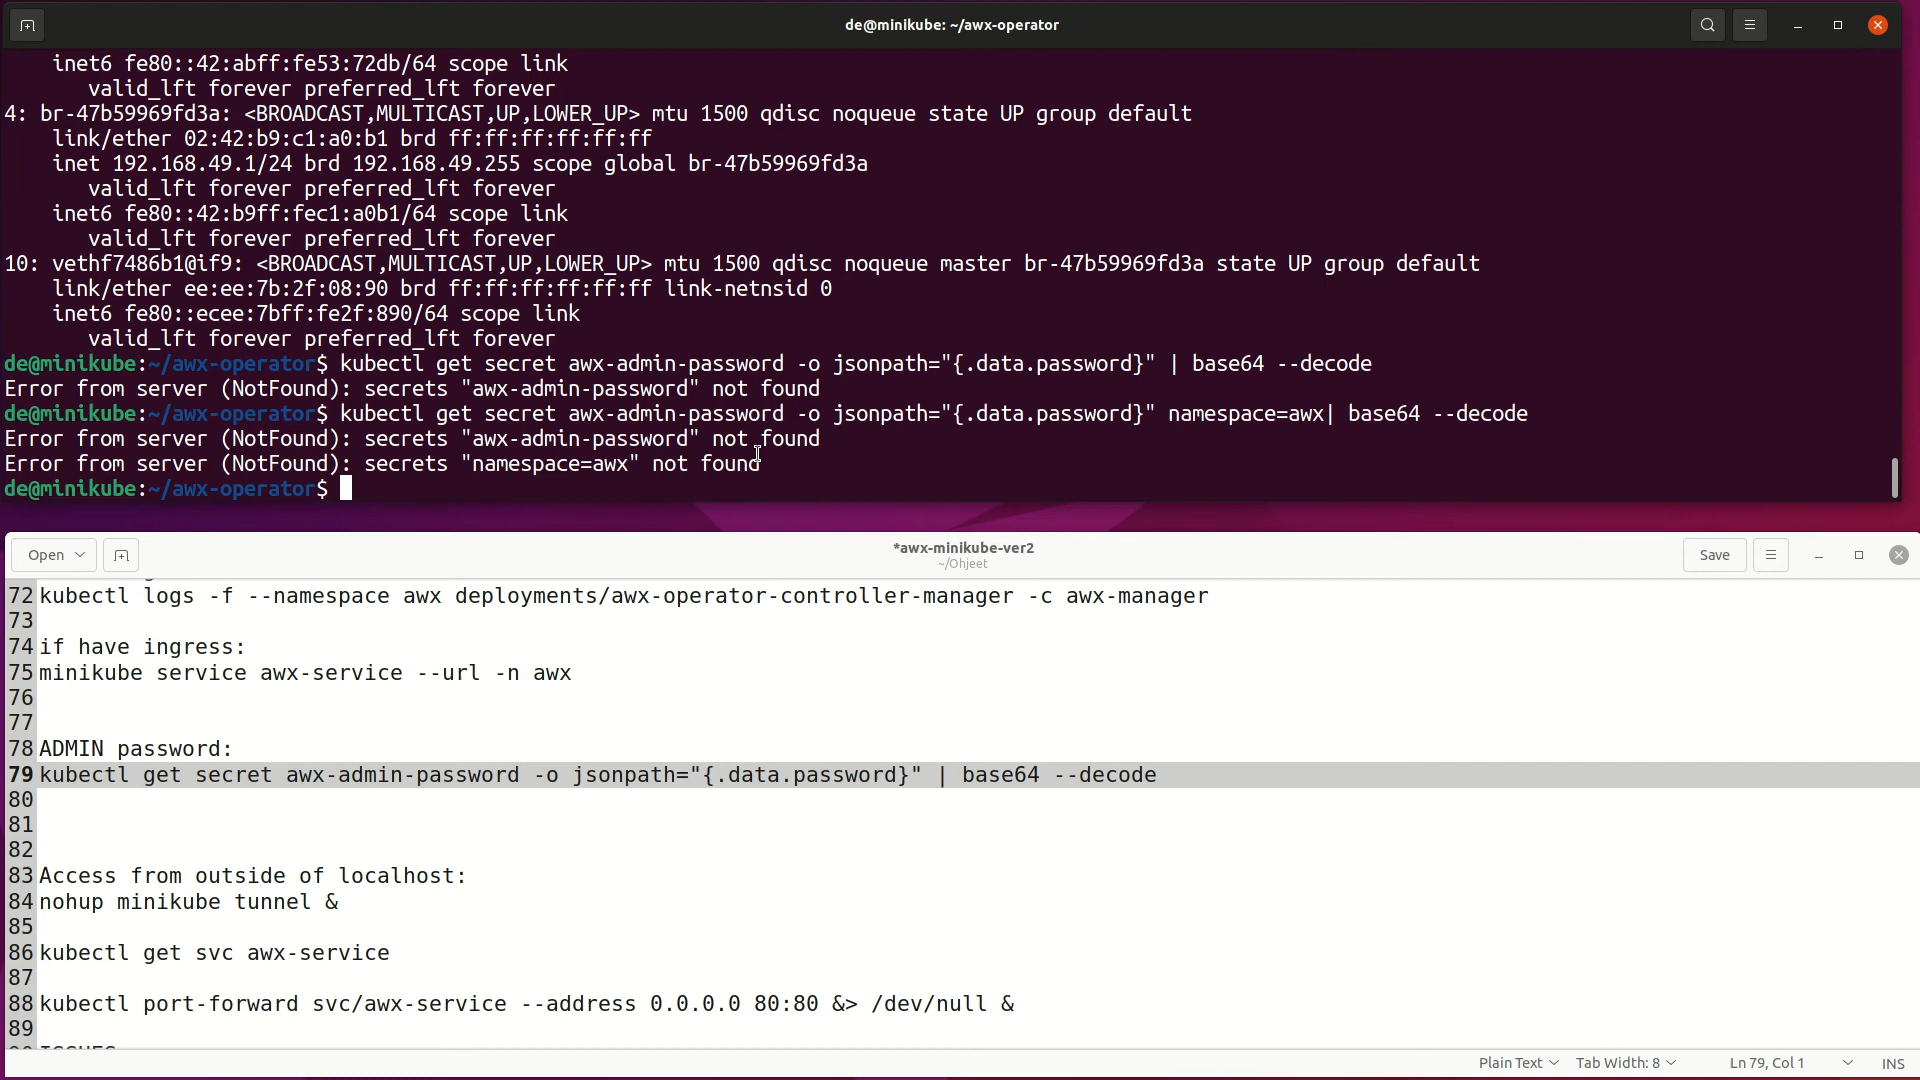 de@minikube: ~/awx-operator
inet6 fe80::42:abff:fe53:72db/64 scope link
valid_lft forever preferred_lft forever
4: br-47b59969fd3a: <BROADCAST,MULTICAST,UP,LOWER_UP> mtu 1500 qdisc noqueue state UP group default
link/ether 02:42:b9:c1:a0:b1 brd ff:ff:ff:ff:ff:ff
inet 192.168.49.1/24 brd 192.168.49.255 scope global br-47b59969fd3a
valid_lft forever preferred_lft forever
inet6 fe80::42:b9ff:fec1:a0b1/64 scope link
valid_lft forever preferred_lft forever
10: vethf7486b1@if9: <BROADCAST,MULTICAST,UP,LOWER_UP> mtu 1500 qdisc noqueue master br-47b59969fd3a state UP group default
link/ether ee:ee:7b:2f:08:90 brd ff:ff:ff:ff:ff:ff link-netnsid 0
inet6 fe80::ecee:7bff:fe2f:890/64 scope link
valid_lft forever preferred_lft forever
de@minikube:~/awx-operator$ kubectl get secret awx-admin-password -o jsonpath="{.data.password}" | base64 --decode
Error from server (NotFound): secrets "awx-admin-password" not found
de@minikube:~/awx-operator$ kubectl get secret awx-admin-password -o jsonpath="{.data.password}" namespace=awx| base64 --decode
Error from server (NotFound): secrets "awx-admin-password" not found
Error from server (NotFound): secrets "namespace=awx" not found
de@minikube:~/awx-operator$
Open
*awx-minikube-ver2
~/Ohjeet
Save
72 kubectl logs -f --namespace awx deployments/awx-operator-controller-manager -c awx-manager
73
74 if have ingress:
75 minikube service awx-service --url -n awx
76
77
78 ADMIN password:
79 kubectl get secret awx-admin-password -o jsonpath="{.data.password}" | base64 --decode
80
81
82
83 Access from outside of localhost:
84 nohup minikube tunnel &
85
86 kubectl get svc awx-service
87
88 kubectl port-forward svc/awx-service --address 0.0.0.0 80:80 &> /dev/null &
89
Plain Text
Tab Width: 8
Ln 79, Col 1
INS